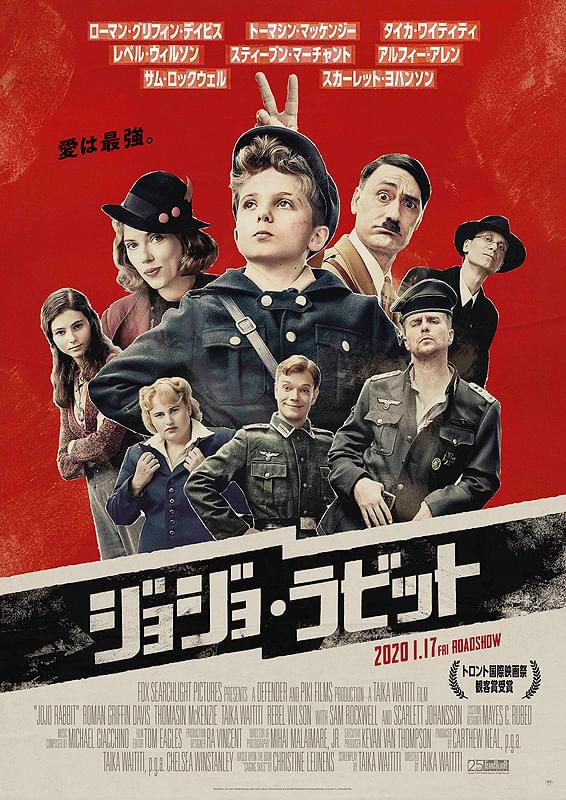 ローマン・グリフィン・デイビス トーマシン・マッケンジー タイカ・ワイティティ
レベル・ウィルソン スティーブン・マーチャント アルフィー・アレン
サム・ロックウェル スカーレット・ヨハンソン
愛は最強。
ジョジョ・ラビット
2020 1.17 FRI ROADSHOW
トロント国際映画祭
観客賞受賞
FOX SEARCHLIGHT PICTURES PRESENTS A DEFENDER AND PIKI FILMS PRODUCTION A TAIKA WAITITI FILM
"JOJO RABBIT" ROMAN GRIFFIN DAVIS THOMASIN McKENZIE TAIKA WAITITI REBEL WILSON WITH SAM ROCKWELL AND SCARLETT JOHANSSON COSTUME DESIGNER MAYES C. RUBEO
MUSIC COMPOSED BY MICHAEL GIACCHINO FILM EDITOR TOM EAGLES PRODUCTION DESIGNER RA VINCENT DIRECTOR OF PHOTOGRAPHY MIHAI MALAIMARE, JR. EXECUTIVE PRODUCER KEVAN VAN THOMPSON PRODUCED BY CARTHEW NEAL, p.g.a.
TAIKA WAITITI, p.g.a. CHELSEA WINSTANLEY BASED UPON THE BOOK "CAGING SKIES" BY CHRISTINE LEUNENS SCREENPLAY BY TAIKA WAITITI DIRECTED BY TAIKA WAITITI
25